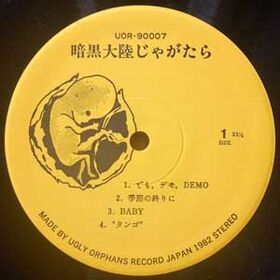 UOR-90007
暗黒大陸じゃがたら
1 33⅓
SIDE
1. でも, デモ, DEMO
2. 季節の終りに
3. BABY
4. "タンゴ"
MADE BY UGLY ORPHANS RECORD JAPAN 1982 STEREO